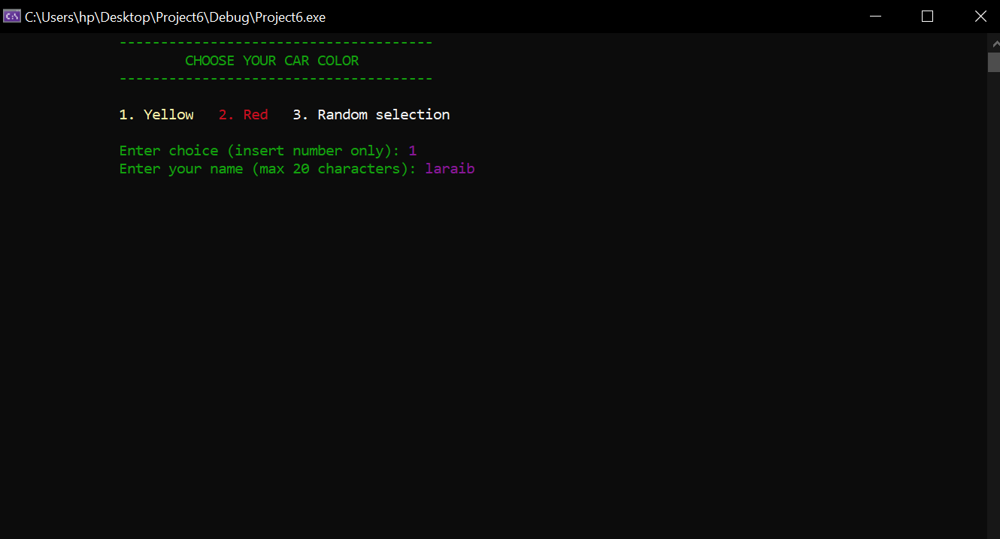 C:\Users\hp\Desktop\Project6\Debug\Project6.exe
--------------------------------------
CHOOSE YOUR CAR COLOR
--------------------------------------
1. Yellow   2. Red   3. Random selection
Enter choice (insert number only): 1
Enter your name (max 20 characters): laraib